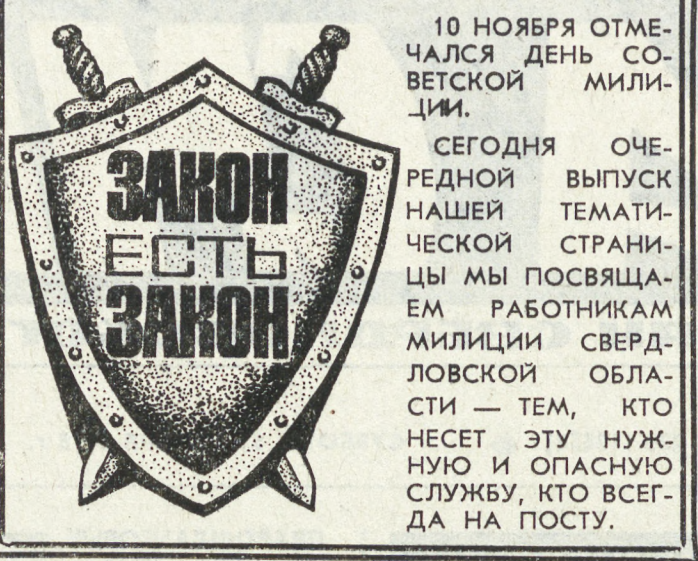 ЗАКОН
ЕСТЬ
ЗАКОН
10 НОЯБРЯ ОТМЕ-
ЧАЛСЯ ДЕНЬ СО-
ВЕТСКОЙ МИЛИ-
ЦИИ.
СЕГОДНЯ ОЧЕ-
РЕДНОЙ ВЫПУСК
НАШЕЙ ТЕМАТИ-
ЧЕСКОЙ СТРАНИ-
ЦЫ МЫ ПОСВЯЩА-
ЕМ РАБОТНИКАМ
МИЛИЦИИ СВЕРД-
ЛОВСКОЙ ОБЛА-
СТИ — ТЕМ, КТО
НЕСЕТ ЭТУ НУЖ-
НУЮ И ОПАСНУЮ
СЛУЖБУ, КТО ВСЕГ-
ДА НА ПОСТУ.